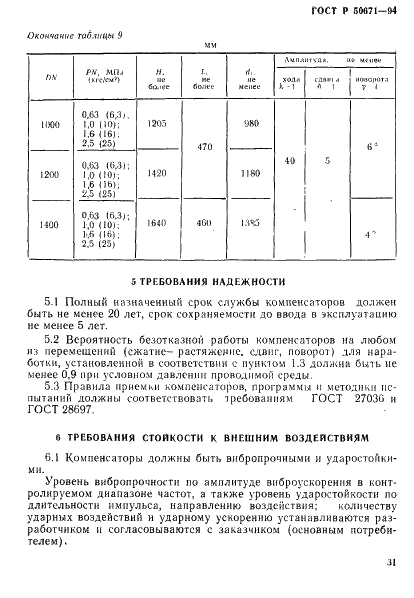 ГОСТ Р 50671—94
Окончание таблицы 9
мм
DN
PN, МПа (кгс/см²)
H, не более
L, не более
d₁, не менее
Амплитуда, не менее
хода
сдвига
поворота
1000
0,63 (6,3);
1,0 (10);
1,6 (16);
2,5 (25)
1205
470
980
40
5
6°
1200
0,63 (6,3);
1,0 (10);
1,6 (16);
2,5 (25)
1420
1180
1400
0,63 (6,3);
1,0 (10);
1,6 (16);
2,5 (25)
1640
460
1385
4°
5 ТРЕБОВАНИЯ НАДЕЖНОСТИ
5.1 Полный назначенный срок службы компенсаторов должен
быть не менее 20 лет, срок сохраняемости до ввода в эксплуатацию
не менее 5 лет.
5.2 Вероятность безотказной работы компенсаторов на любом
из перемещений (сжатие– растяжение, сдвиг, поворот) для нара-
ботки, установленной в соответствии с пунктом 1.3 должна быть не
менее 0,9 при условном давлении проводимой среды.
5.3 Правила приемки компенсаторов, программы и методики ис-
пытаний должны соответствовать требованиям ГОСТ 27036 и
ГОСТ 28697.
6 ТРЕБОВАНИЯ СТОЙКОСТИ К ВНЕШНИМ ВОЗДЕЙСТВИЯМ
6.1 Компенсаторы должны быть вибропрочными и ударостойки-
ми.
Уровень вибропрочности по амплитуде виброускорения в конт-
ролируемом диапазоне частот, а также уровень ударостойкости по
длительности импульса, направлению воздействия; количеству
ударных воздействий и ударному ускорению устанавливаются раз-
работчиком и согласовываются с заказчиком (основным потреби-
телем).
31